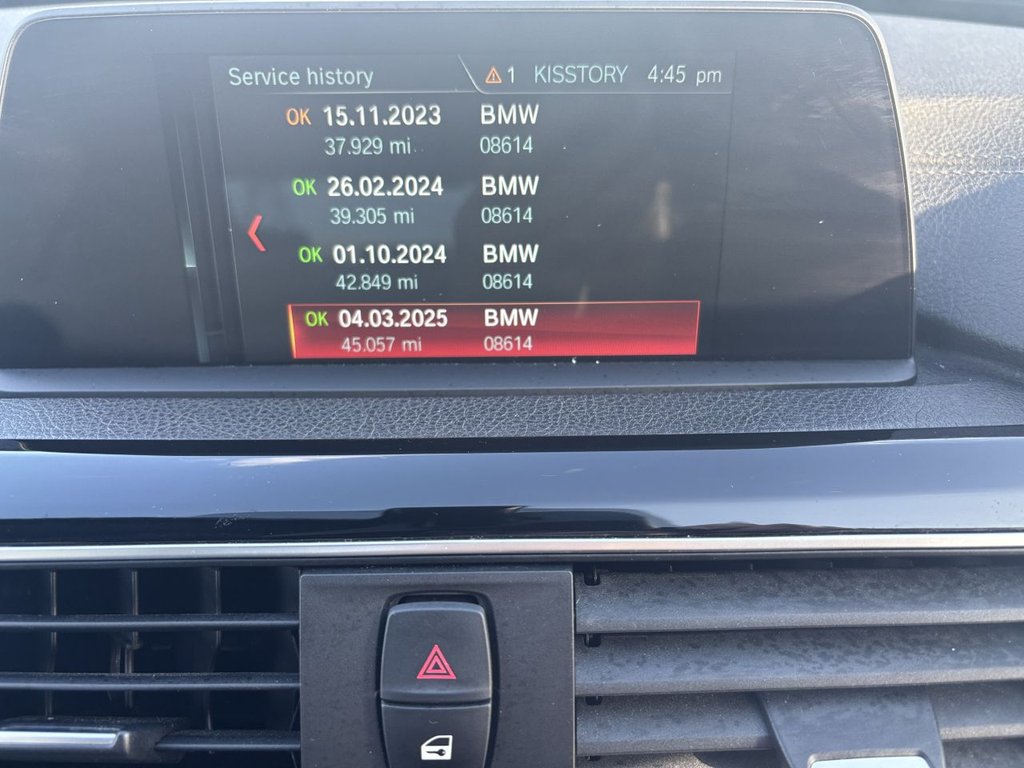 Service history 1 KISSTORY 4:45 pm
OK 15.11.2023 BMW
37.929 mi 08614
OK 26.02.2024 BMW
39.305 mi 08614
OK 01.10.2024 BMW
42.849 mi 08614
OK 04.03.2025 BMW
45.057 mi 08614